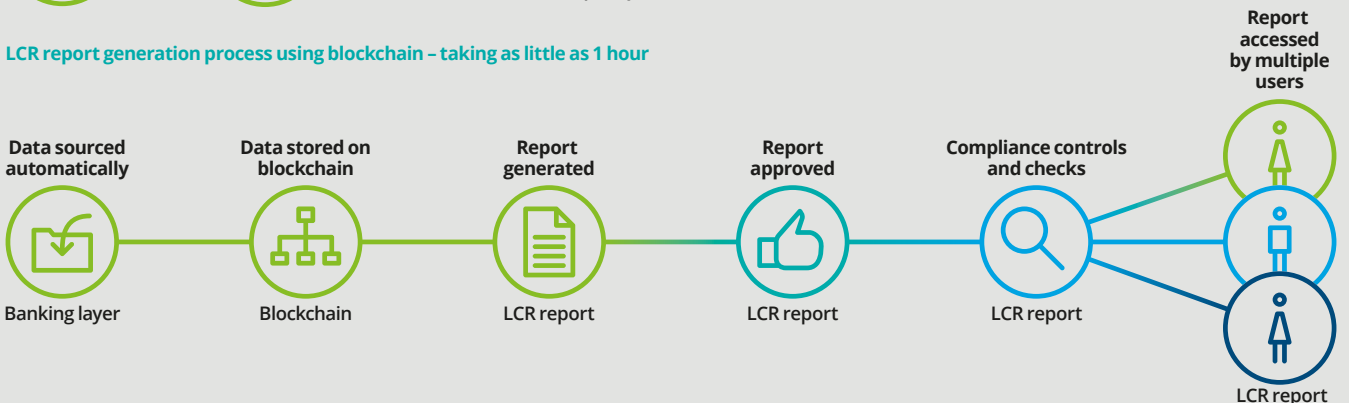 LCR report generation process using blockchain – taking as little as 1 hour
Data sourced
automatically
Banking layer
Data stored on
blockchain
Blockchain
Report
generated
LCR report
Report
approved
LCR report
Compliance controls
and checks
LCR report
Report
accessed
by multiple
users
LCR report